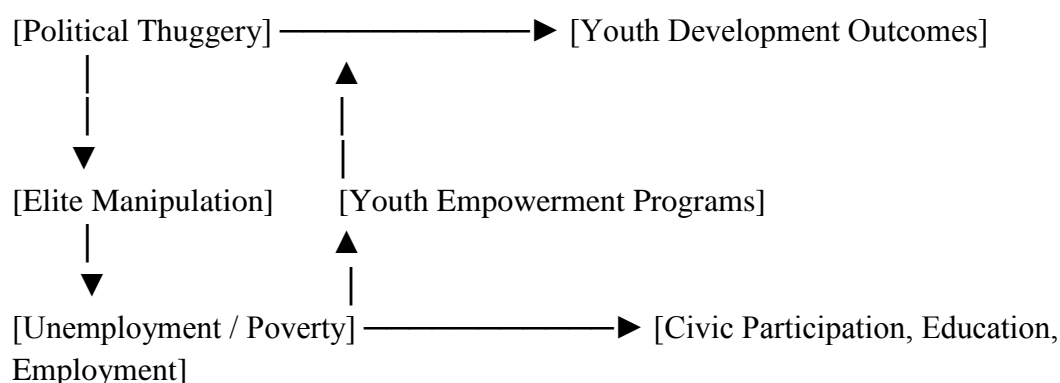 [Political Thuggery] [Youth Development Outcomes]
[Elite Manipulation] [Youth Empowerment Programs]
[Unemployment / Poverty] [Civic Participation, Education,
Employment]